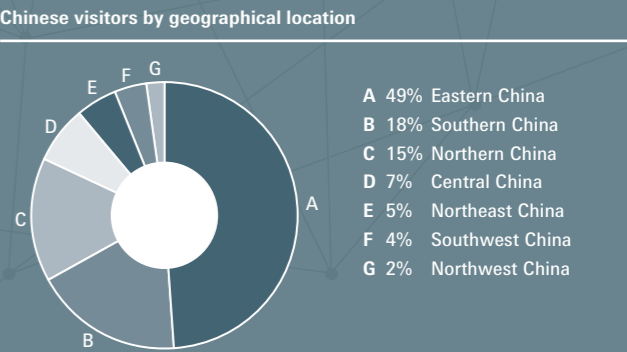 Chinese visitors by geographical location
G
F
E
D
A
C
B
A 49% Eastern China
B 18% Southern China
C 15% Northern China
D 7% Central China
E 5% Northeast China
F 4% Southwest China
G 2% Northwest China